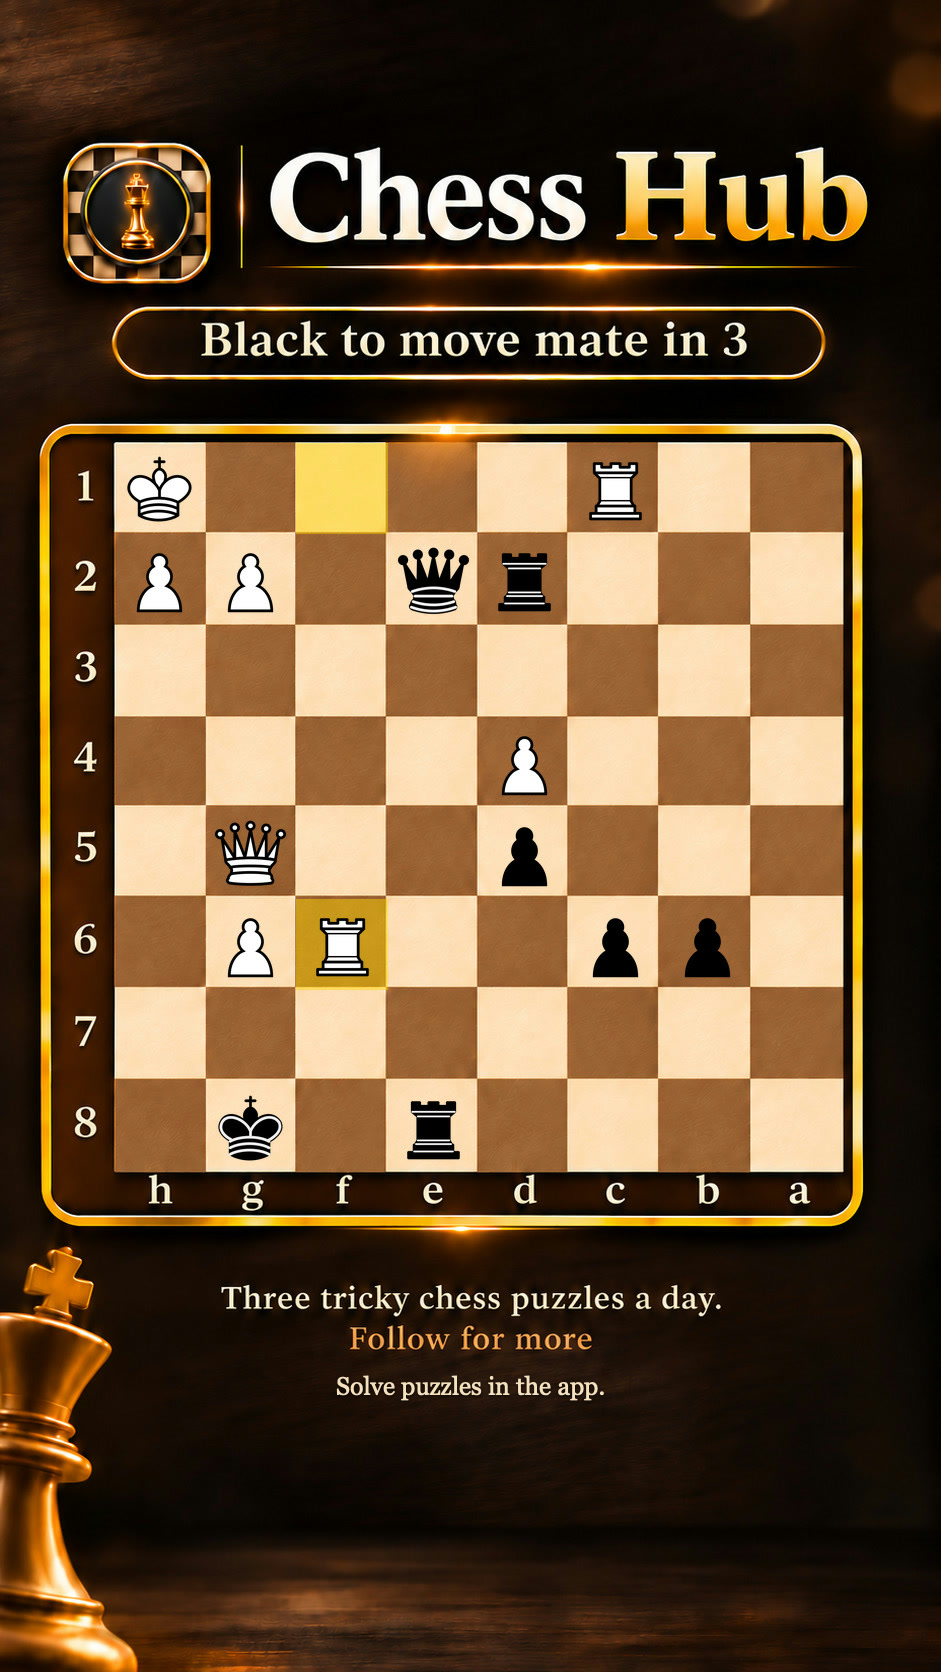 Chess Hub
Black to move mate in 3
1
2
3
4
5
6
7
8
h g f e d c b a
Three tricky chess puzzles a day.
Follow for more
Solve puzzles in the app.